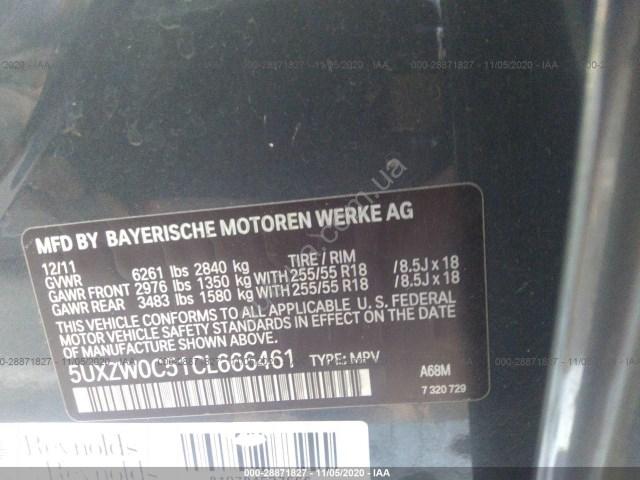 000-28871827 - 11/05/2020 - IAA
MFD BY BAYERISCHE MOTOREN WERKE AG
12/11 TIRE / RIM
GVWR 6261 lbs 2840 kg
GAWR FRONT 2976 lbs 1350 kg WITH 255/55 R18 /8.5J x 18
GAWR REAR 3483 lbs 1580 kg WITH 255/55 R18 /8.5J x 18
THIS VEHICLE CONFORMS TO ALL APPLICABLE U.S. FEDERAL
MOTOR VEHICLE SAFETY STANDARDS IN EFFECT ON THE DATE
OF MANUFACTURE SHOWN ABOVE.
5UXZW0C51CL666461 TYPE: MPV
A68M
7 320 729
Reynolds
Reynolds
000-28871827 - 11/05/2020 - IAA